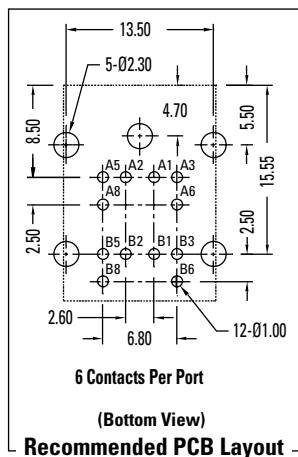 13.50
5-Ø2.30
8.50
4.70
5.50
15.55
A5 A2 A1 A3
A8 A6
2.50
2.50
B5 B2 B1 B3
B8 B6
2.60
6.80
12-Ø1.00
6 Contacts Per Port
(Bottom View)
Recommended PCB Layout